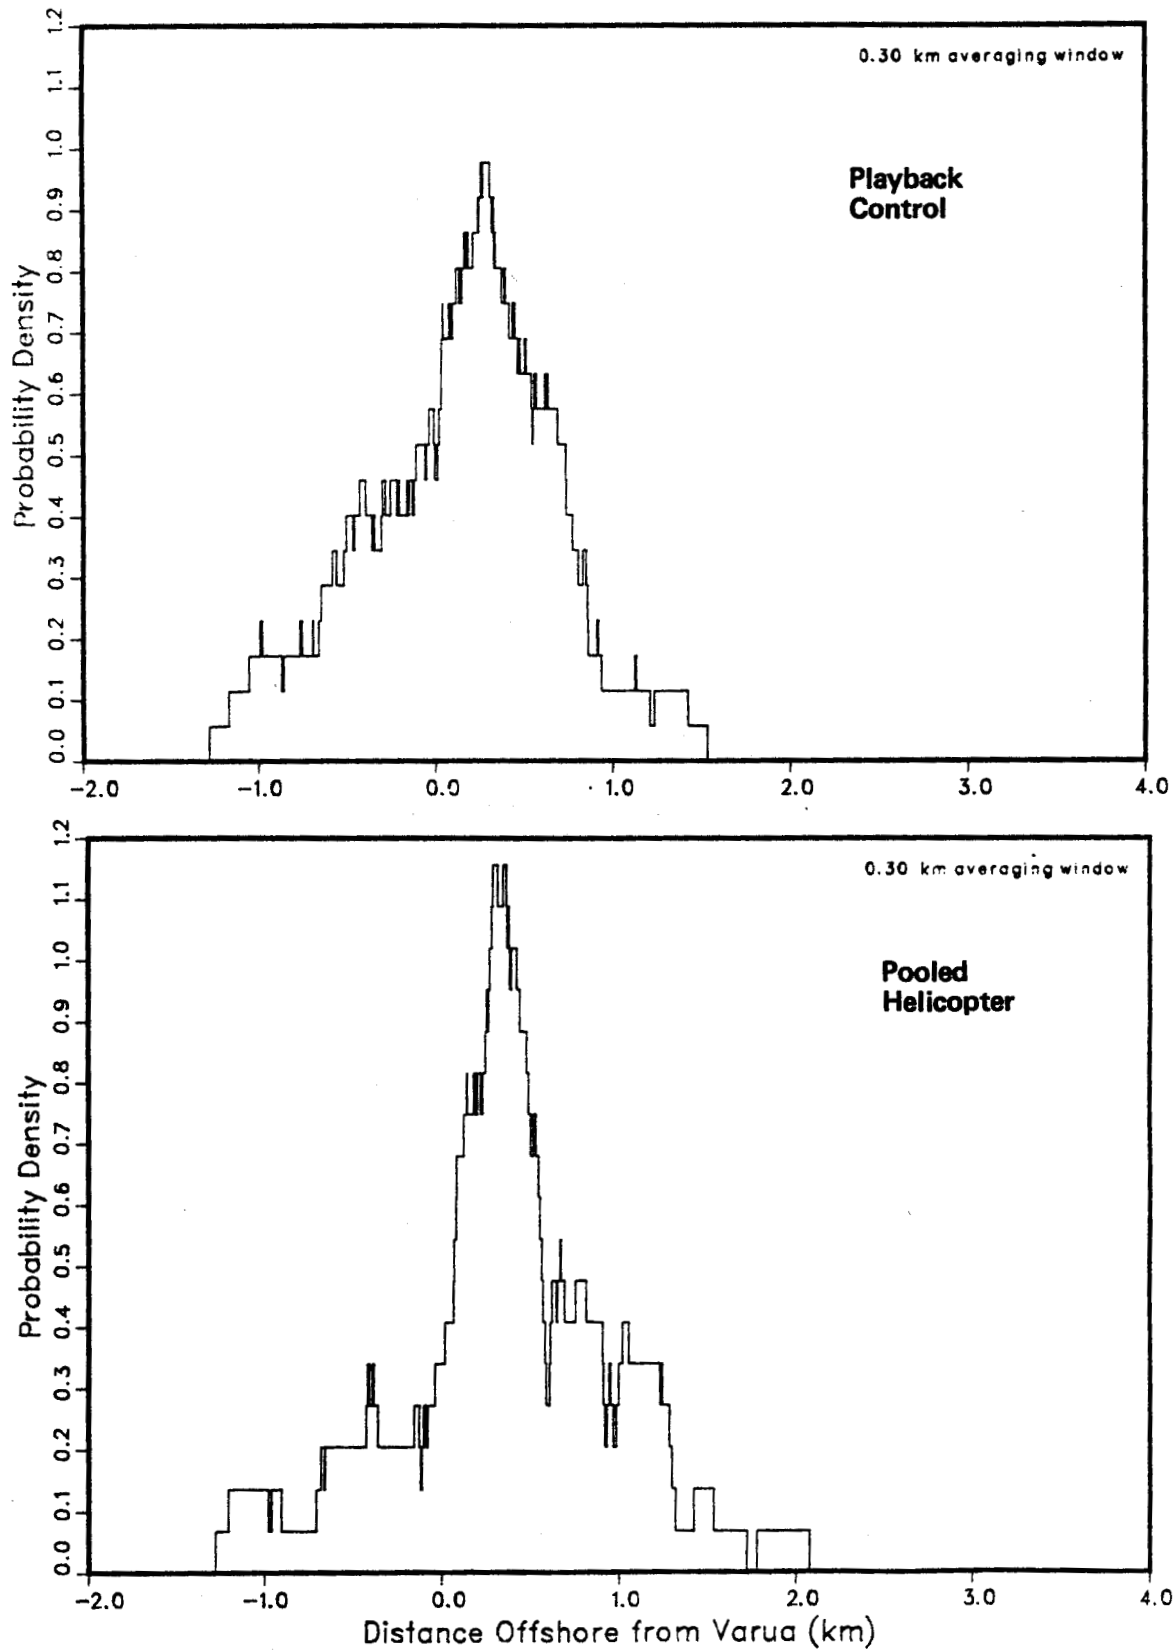 1.2
0.30 km averaging window
1.1
1.0
Playback
Control
0.9
0.8
0.7
0.6
0.5
0.4
0.3
0.2
0.1
0.0
Probability Density
-2.0 -1.0 0.0 1.0 2.0 3.0 4.0
1.2
0.30 km averaging window
1.1
1.0
Pooled
Helicopter
0.9
0.8
0.7
0.6
0.5
0.4
0.3
0.2
0.1
0.0
Probability Density
-2.0 -1.0 0.0 1.0 2.0 3.0 4.0
Distance Offshore from Varua (km)